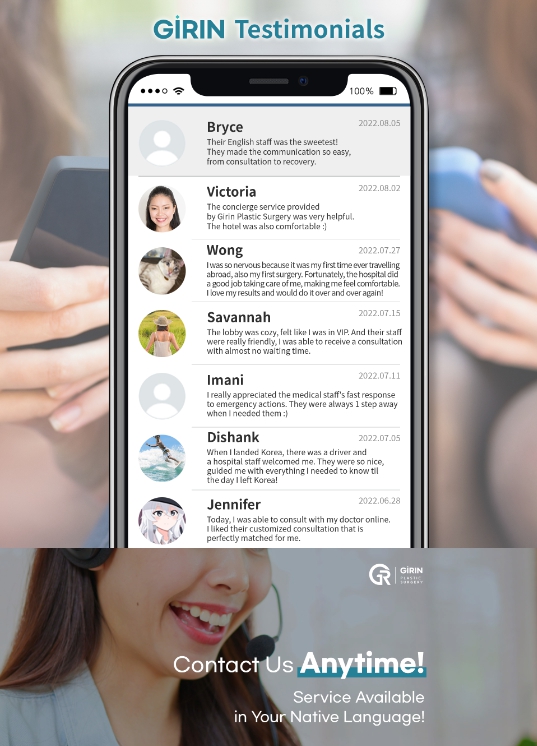 GiRIN Testimonials
100%
Bryce
2022.08.05
Their English staff was the sweetest!
They made the communication so easy,
from consultation to recovery.
Victoria
2022.08.02
The concierge service provided
by Girin Plastic Surgery was very helpful.
The hotel was also comfortable :)
Wong
2022.07.27
I was so nervous because it was my first time ever travelling
abroad, also my first surgery. Fortunately, the hospital did
a good job taking care of me, making me feel comfortable.
I love my results and would do it over and over again!
Savannah
2022.07.15
The lobby was cozy, felt like I was in VIP. And their staff
were really friendly, I was able to receive a consultation
with almost no waiting time.
Imani
2022.07.11
I really appreciated the medical staff's fast response
to emergency actions. They were always 1 step away
when I needed them :)
Dishank
2022.07.05
When I landed Korea, there was a driver and
a hospital staff welcomed me. They were so nice,
guided me with everything I needed to know til
the day I left Korea!
Jennifer
2022.06.28
Today, I was able to consult with my doctor online.
I liked their customized consultation that is
perfectly matched for me.
GR
GiRIN
PLASTIC
SURGERY
Contact Us Anytime!
Service Available
in Your Native Language!